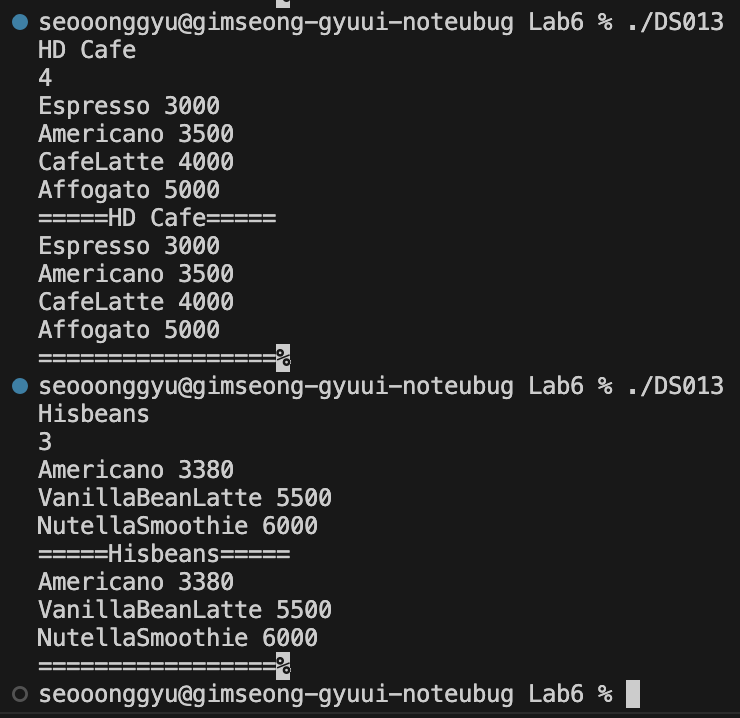 seooonggyu@gimseong-gyuui-noteubug Lab6 % ./DS013
HD Cafe
4
Espresso 3000
Americano 3500
CafeLatte 4000
Affogato 5000
=====HD Cafe=====
Espresso 3000
Americano 3500
CafeLatte 4000
Affogato 5000
=================%
seooonggyu@gimseong-gyuui-noteubug Lab6 % ./DS013
Hisbeans
3
Americano 3380
VanillaBeanLatte 5500
NutellaSmoothie 6000
=====Hisbeans=====
Americano 3380
VanillaBeanLatte 5500
NutellaSmoothie 6000
=================%
seooonggyu@gimseong-gyuui-noteubug Lab6 %